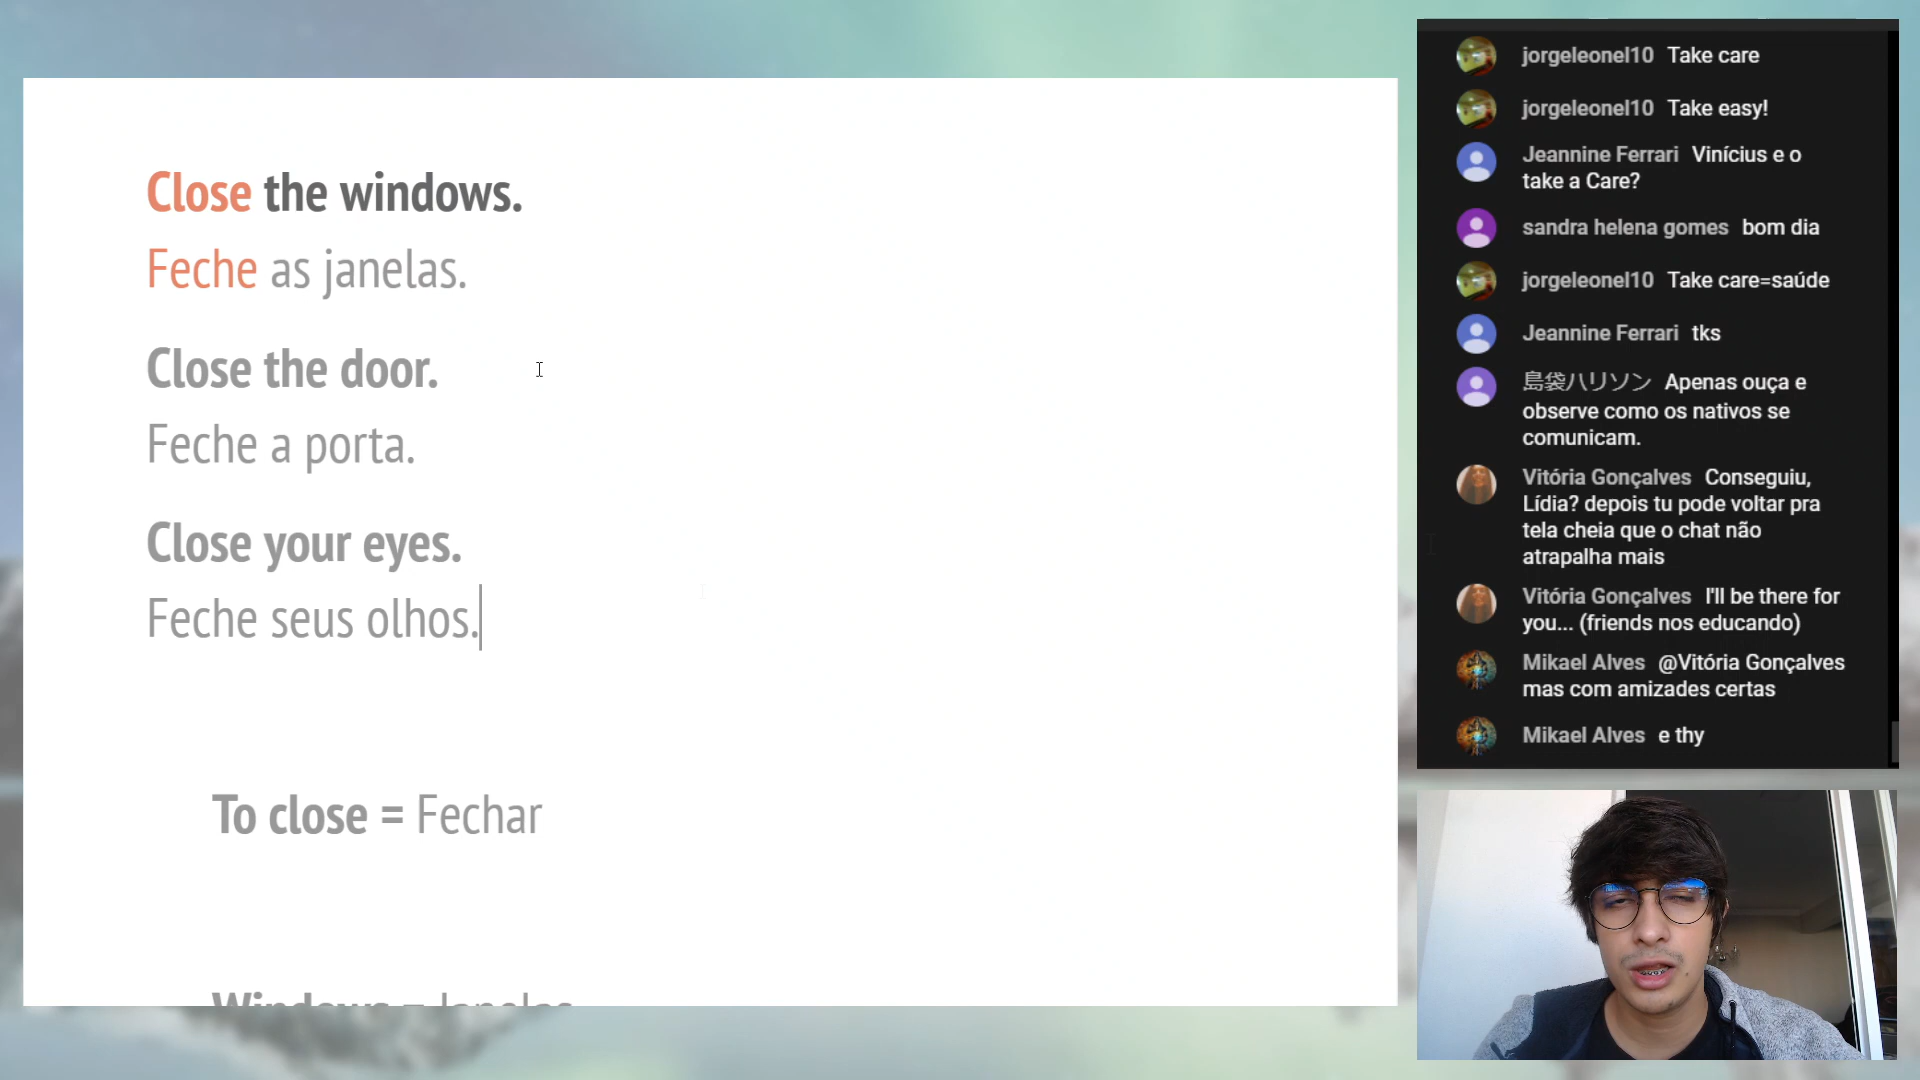 Close the windows.
Feche as janelas.
Close the door.
Feche a porta.
Close your eyes.
Feche seus olhos.
To close = Fechar
Windows = Janelas
jorgeleonel10 Take care
jorgeleonel10 Take easy!
Jeannine Ferrari Vinícius e o
take a Care?
sandra helena gomes bom dia
jorgeleonel10 Take care=saúde
Jeannine Ferrari tks
島袋ハリソン Apenas ouça e
observe como os nativos se
comunicam.
Vitória Gonçalves Conseguiu,
Lídia? depois tu pode voltar pra
tela cheia que o chat não
atrapalha mais
Vitória Gonçalves I'll be there for
you... (friends nos educando)
Mikael Alves @Vitória Gonçalves
mas com amizades certas
Mikael Alves e thy